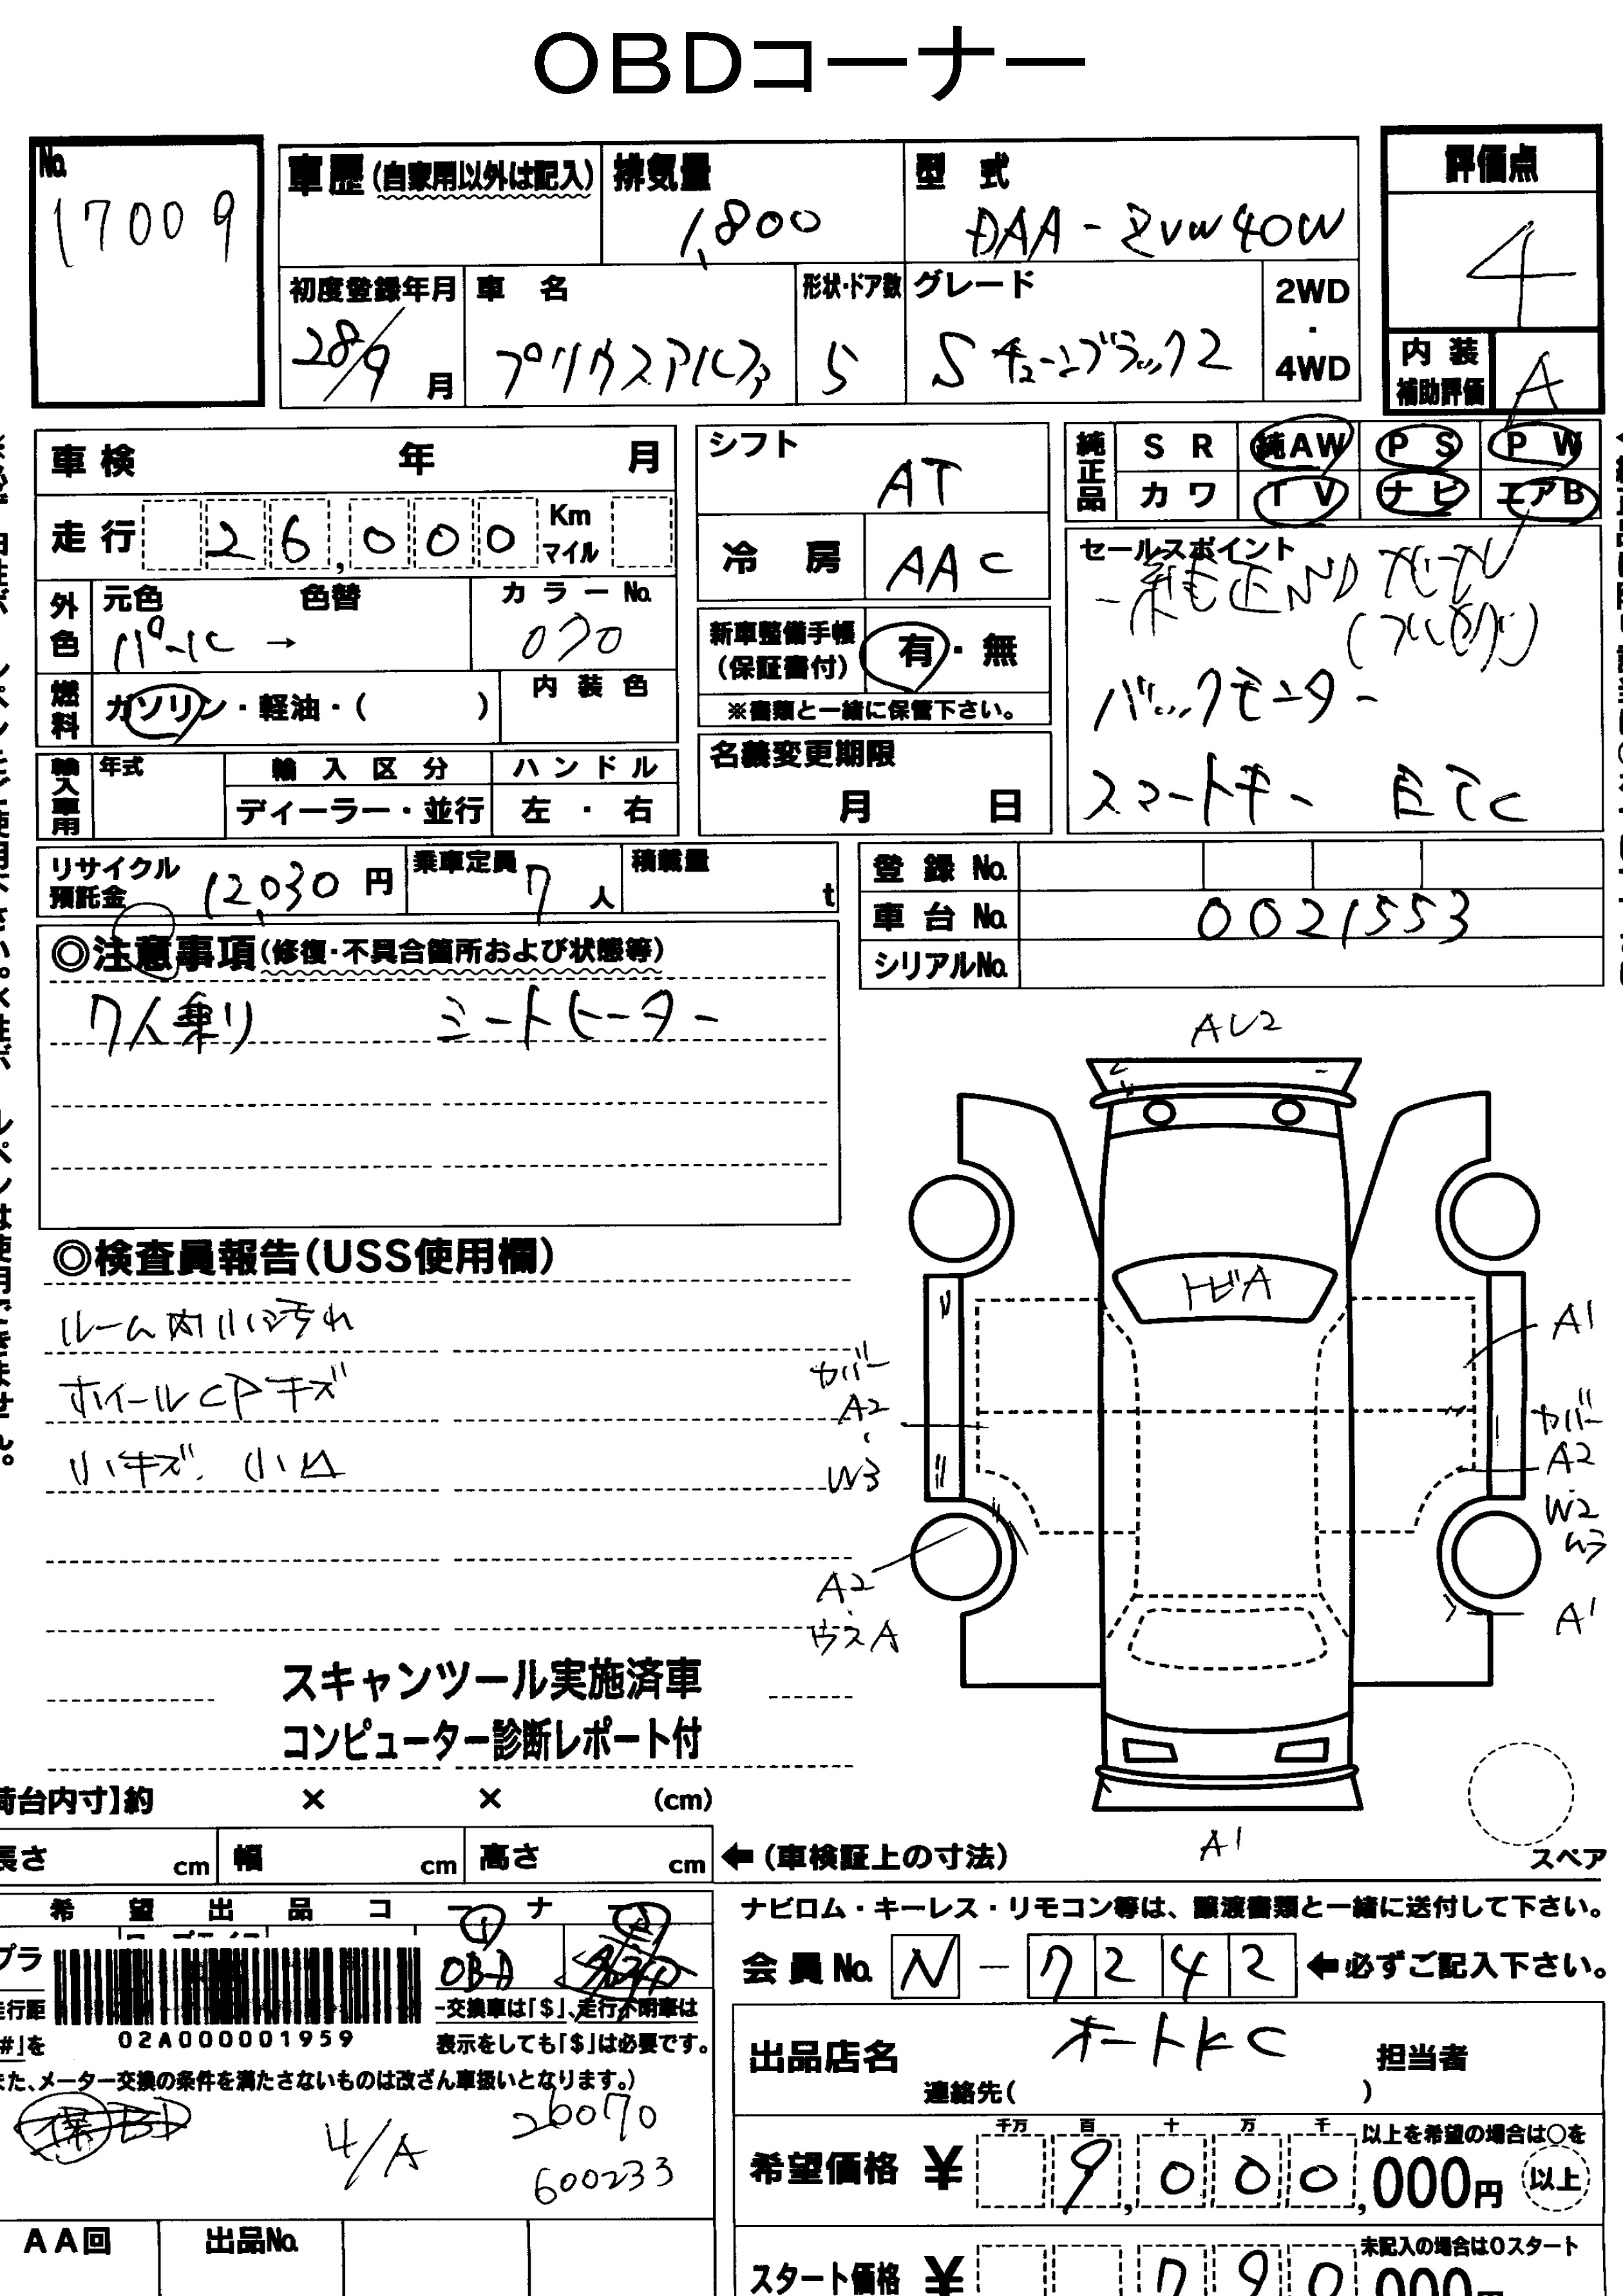 OBDコーナー
No.
17009
車歴(自家用以外は記入)
排気量
1,800
型式
DAA-ZVW40W
評価点
4
初度登録年月
28/9月
車名
プリウスアルファ
形状・ドア数
5
グレード
Sチューンブラック2
2WD・4WD
内装補助評価
A
車検 年 月
走行 26,000 Km マイル
シフト
AT
冷房
AAC
純正品
SR 純AW PS PW
カワ TV ナビ エアB
外色
元色 色替
パール →
カラーNo.
070
燃料
ガソリン・軽油・( )
内装色
新車整備手帳(保証書付)
有・無
※書類と一緒に保管下さい。
セールスポイント
純正NDナビ
(フルセグ)
バックモニター
スマートキー ETC
輸入車用
年式
輸入区分
ディーラー・並行
ハンドル
左・右
名義変更期限
月 日
リサイクル預託金 12,030円
乗車定員 7人
積載量 t
登録No.
車台No. 0021553
シリアルNo.
◎注意事項(修復・不具合箇所および状態等)
7人乗り シートヒーター
◎検査員報告(USS使用欄)
ルーム内小汚れ
ホイールCPキズ
小キズ、小凹
AU2
トビA
A1
カバー
A2
W3
カバー
A2
W2
W3
A2
ウスA
A1
A1
スキャンツール実施済車
コンピューター診断レポート付
荷台内寸】約 × × (cm)
長さ cm 幅 cm 高さ cm
←(車検証上の寸法)
スペア
希望出品コーナー
① OBD
プラ
走行距
#」を
02A000001959
交換車は「$」、走行不明車は
表示をしても「$」は必要です。
また、メーター交換の条件を満たさないものは改ざん車扱いとなります。)
4/A
26070
600233
AA回 出品No.
ナビロム・キーレス・リモコン等は、譲渡書類と一緒に送付して下さい。
会員No. N-7242 ←必ずご記入下さい。
出品店名 オートKC 担当者
連絡先( )
千万 百 十 万 千
以上を希望の場合は○を
希望価格 ¥9,000,000円 以上
未記入の場合は0スタート
スタート価格 ¥790